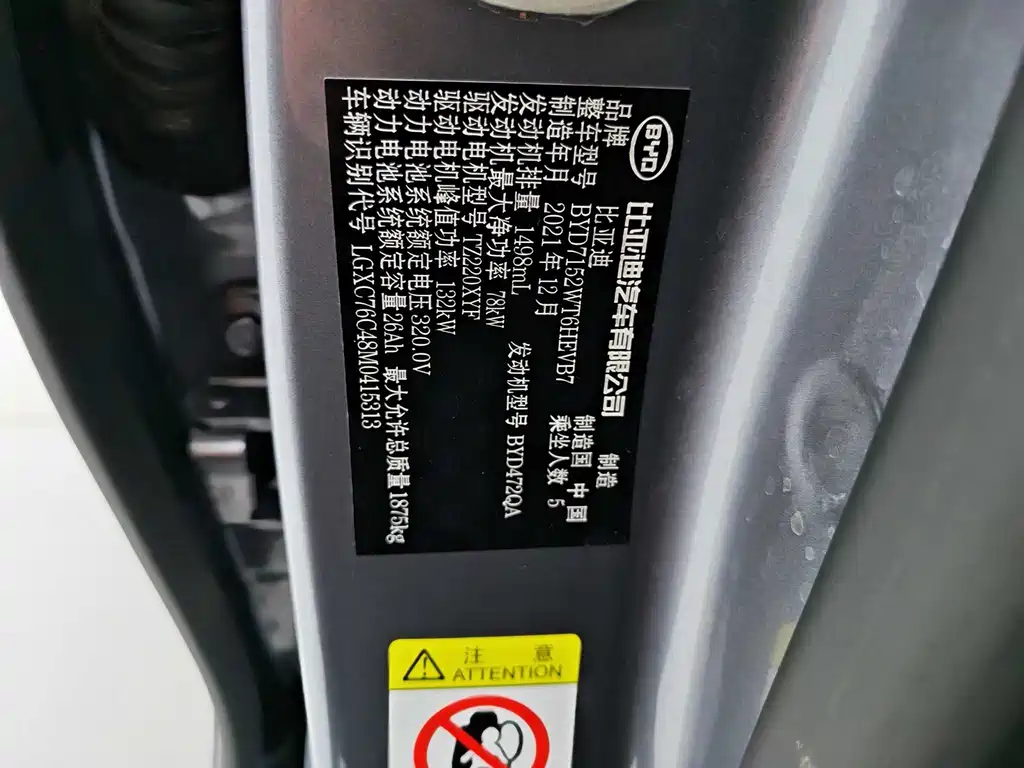 BYD 比亚迪汽车有限公司 制造
品牌 比亚迪 制造国 中国
整车型号 BYD7152WT6HEVB7 乘坐人数 5
制造年月 2021年12月
发动机排量 1498mL 发动机型号 BYD472QA
发动机最大净功率 78kW
驱动电机型号 TZ220XYF
驱动电机峰值功率 132kW
动力电池系统额定电压 320.0V
动力电池系统额定容量 26Ah 最大允许总质量 1875kg
车辆识别代号 LGXC76C48M0415313
注 意
ATTENTION